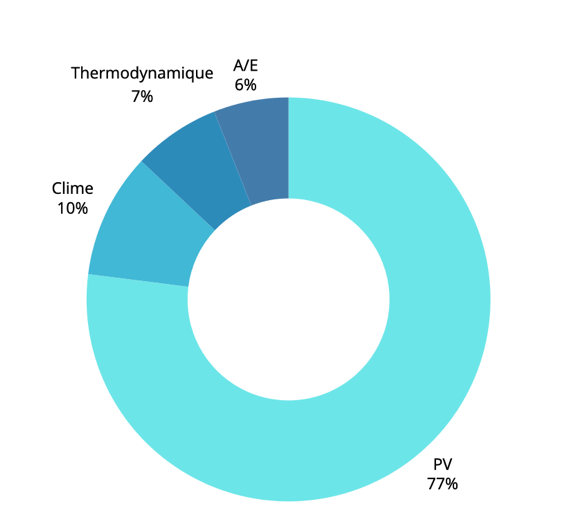 Thermodynamique
7%
A/E
6%
Clime
10%
PV
77%